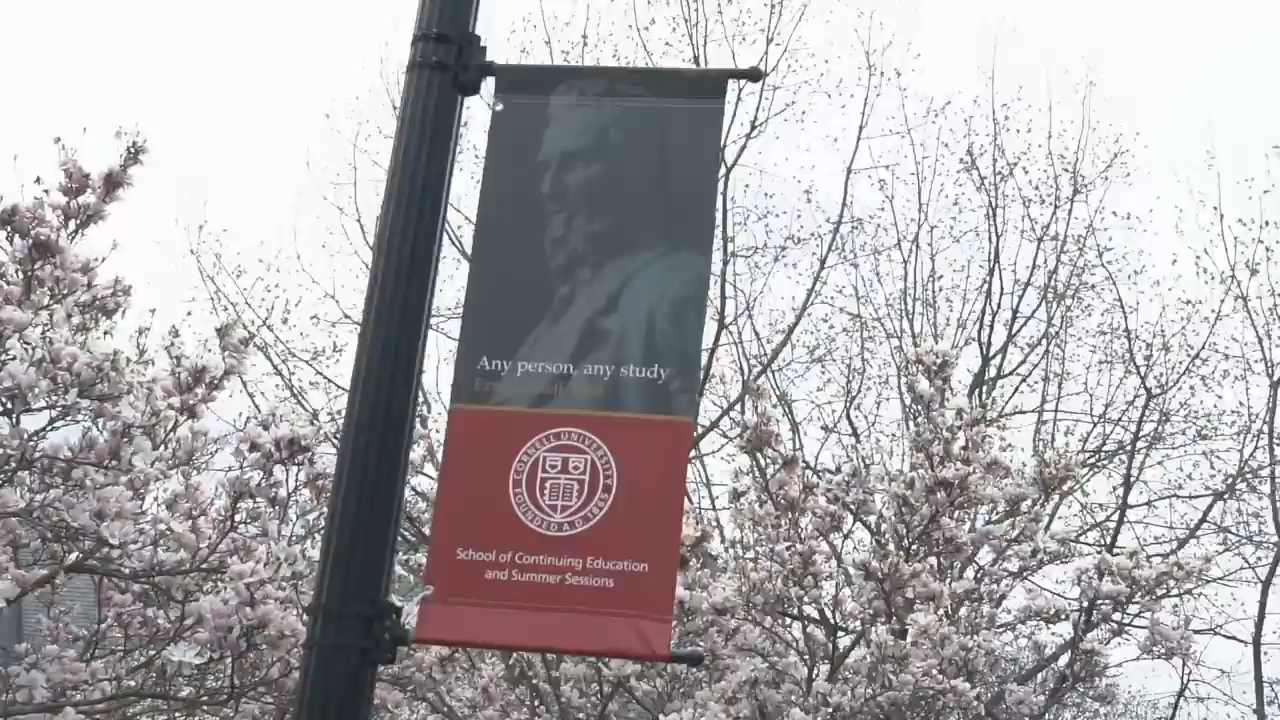 Any person, any study
CORNELL UNIVERSITY
FOUNDED A.D. 1865
School of Continuing Education
and Summer Sessions